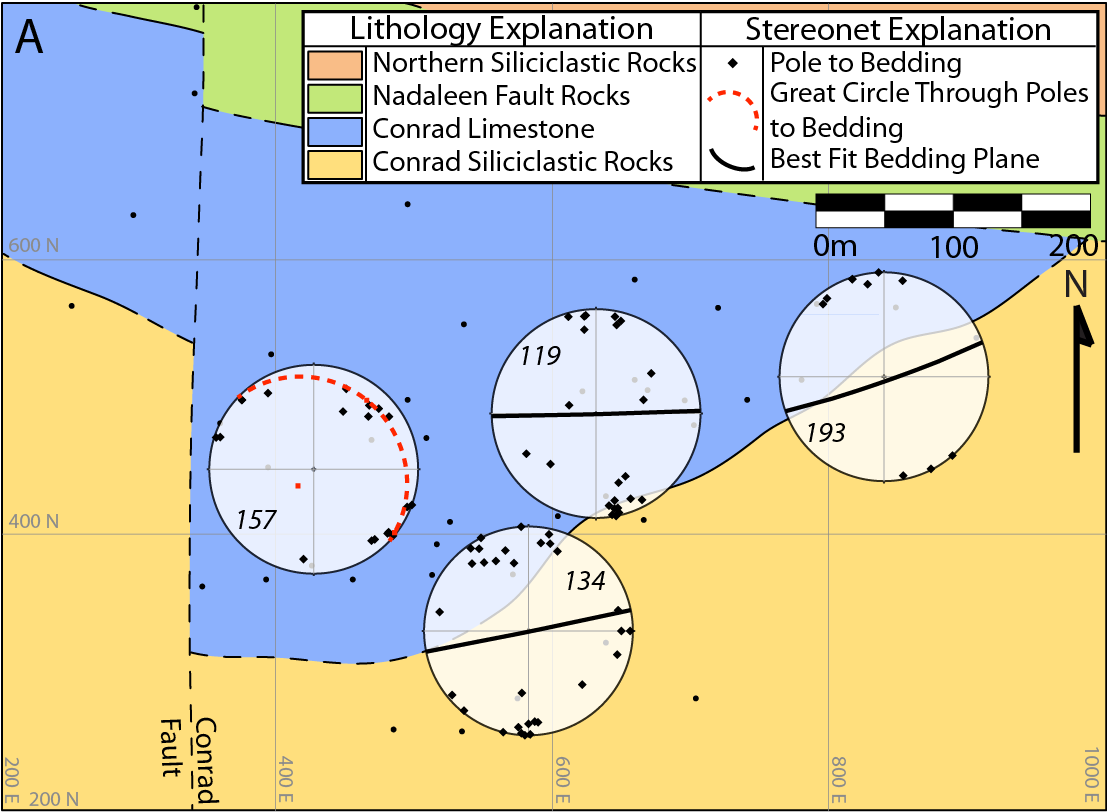 A
Lithology Explanation
Stereonet Explanation
Northern Siliciclastic Rocks
Nadaleen Fault Rocks
Conrad Limestone
Conrad Siliciclastic Rocks
Pole to Bedding
Great Circle Through Poles
to Bedding
Best Fit Bedding Plane
0m 100 200
600 N
N
119
193
157
400 N
134
Conrad
Fault
200 E
200 N
400 E
600 E
800 E
1000 E